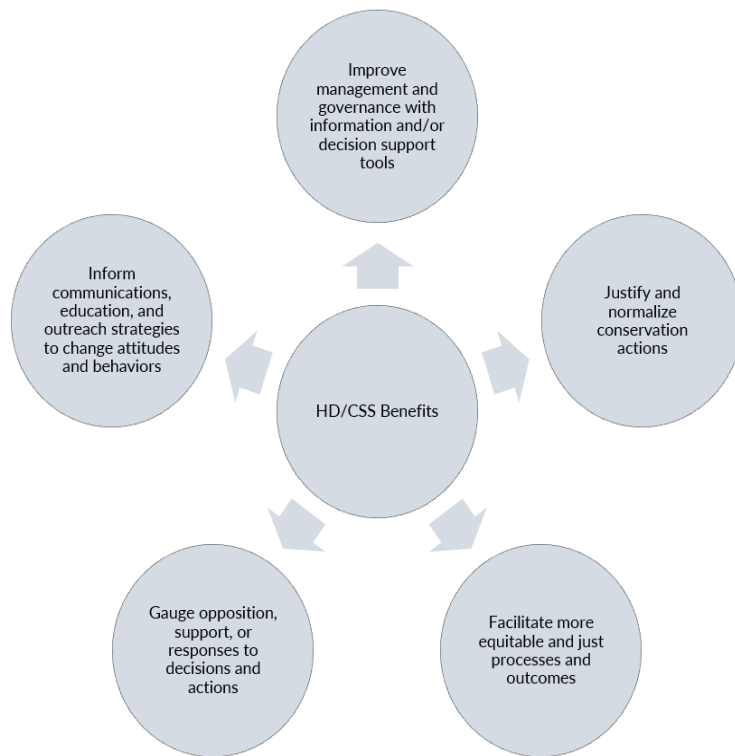 Improve
management and
governance with
information and/or
decision support
tools
Inform
communications,
education, and
outreach strategies
to change attitudes
and behaviors
Justify and
normalize
conservation
actions
HD/CSS Benefits
Gauge opposition,
support, or
responses to
decisions and
actions
Facilitate more
equitable and just
processes and
outcomes